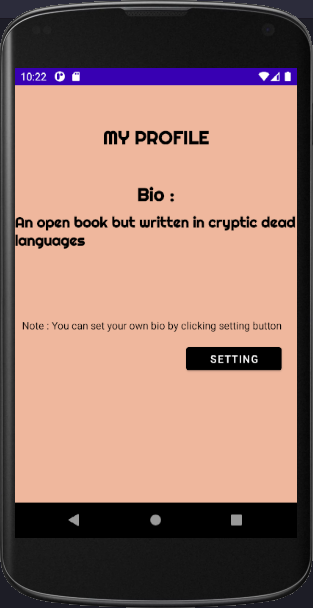 10:22
MY PROFILE
Bio :
An open book but written in cryptic dead
languages
Note : You can set your own bio by clicking setting button
SETTING